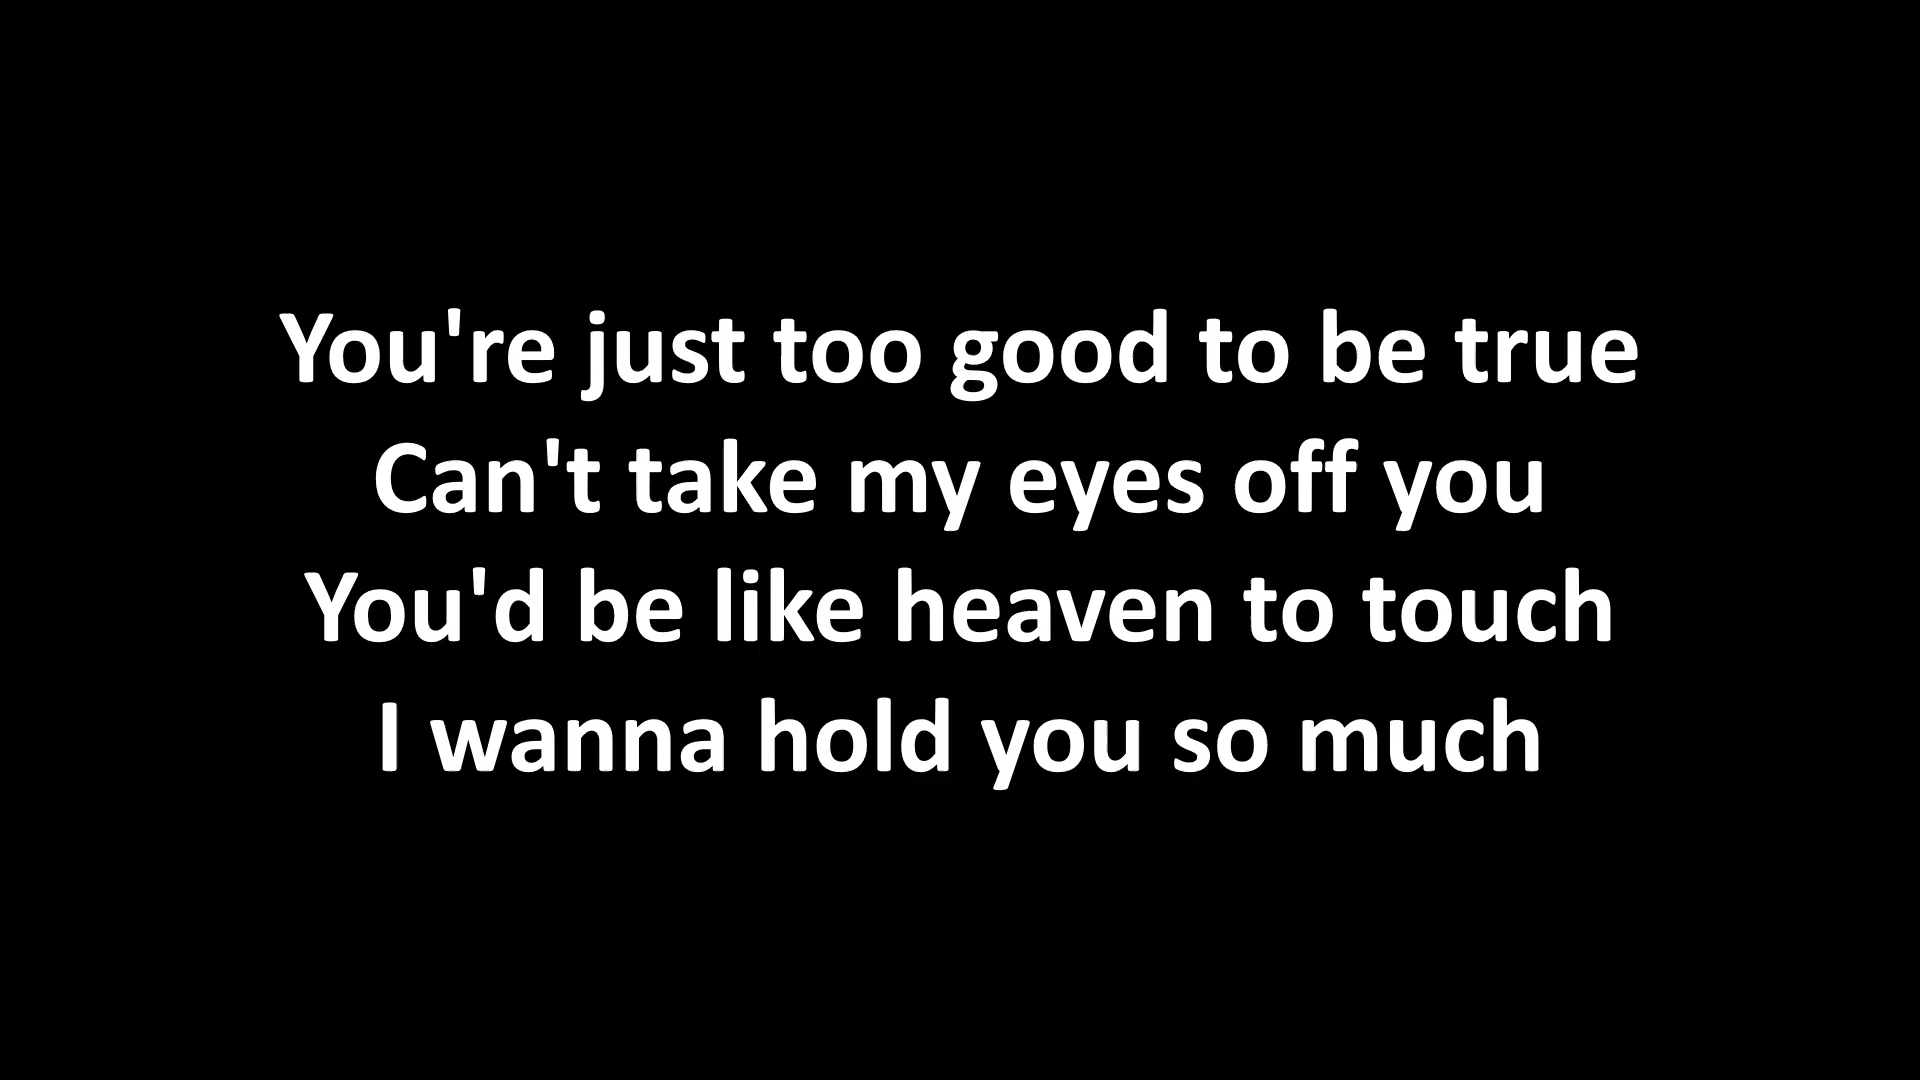 You're just too good to be true
Can't take my eyes off you
You'd be like heaven to touch
I wanna hold you so much